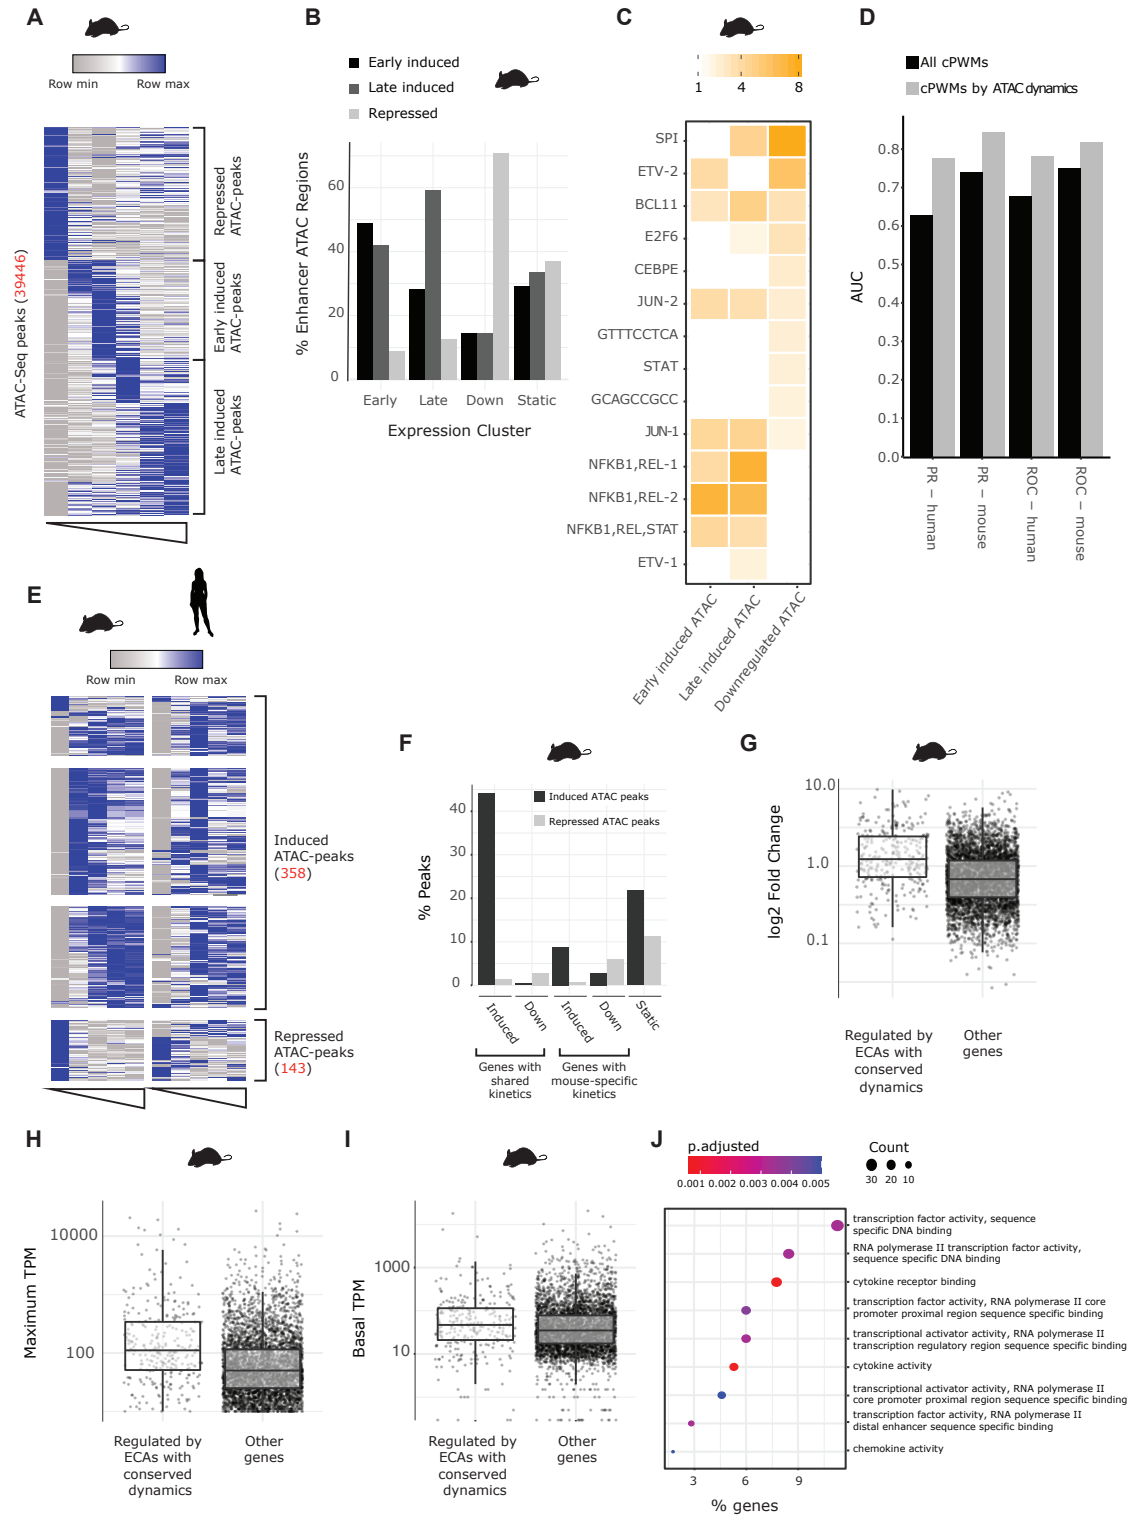 A
Row min
Row max
ATAC-Seq peaks (39446)
Repressed
ATAC-peaks
Early induced
ATAC-peaks
Late induced
ATAC-peaks
B
Early induced
Late induced
Repressed
% Enhancer ATAC Regions
60
40
20
0
Early
Late
Down
Static
Expression Cluster
C
1
4
8
SPI
ETV-2
BCL11
E2F6
CEBPE
JUN-2
GTTTCCTCA
STAT
GCAGCCGCC
JUN-1
NFKB1,REL-1
NFKB1,REL-2
NFKB1,REL,STAT
ETV-1
Early induced ATAC
Late induced ATAC
Downregulated ATAC
D
All cPWMs
cPWMs by ATAC dynamics
AUC
0.8
0.7
0.6
0.5
0.4
0.3
0.2
0.1
0.0
PR − human
PR − mouse
ROC − human
ROC − mouse
E
Row min
Row max
Induced
ATAC-peaks
(358)
Repressed
ATAC-peaks
(143)
F
Induced ATAC peaks
Repressed ATAC peaks
% Peaks
40
30
20
10
0
Induced
Down
Induced
Down
Static
Genes with
shared
kinetics
Genes with
mouse-specific
kinetics
G
log2 Fold Change
10.0
1.0
0.1
Regulated by
ECAs with
conserved
dynamics
Other
genes
H
Maximum TPM
10000
100
Regulated by
ECAs with
conserved
dynamics
Other
genes
I
Basal TPM
1000
10
Regulated by
ECAs with
conserved
dynamics
Other
genes
J
p.adjusted
0.001 0.002 0.003 0.004 0.005
Count
30 20 10
transcription factor activity, sequence
specific DNA binding
RNA polymerase II transcription factor activity,
sequence specific DNA binding
cytokine receptor binding
transcription factor activity, RNA polymerase II core
promoter proximal region sequence specific binding
transcriptional activator activity, RNA polymerase II
transcription regulatory region sequence specific binding
cytokine activity
transcriptional activator activity, RNA polymerase II
core promoter proximal region sequence specific binding
transcription factor activity, RNA polymerase II
distal enhancer sequence specific binding
chemokine activity
3
6
9
% genes